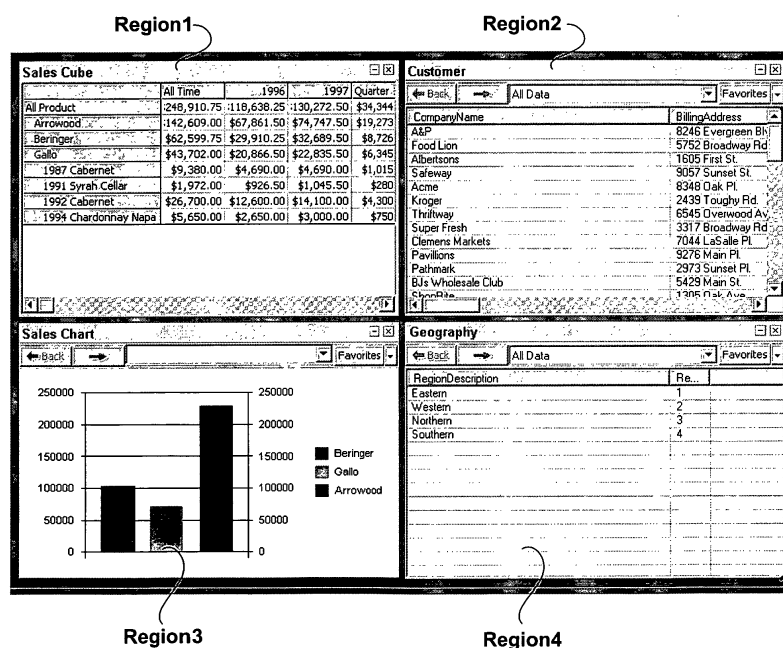 Region1 Region2
Sales Cube
All Time 1996 1997 Quarter
All Product 248,910.75 118,638.25 130,272.50 $34,344
Arrowood 142,609.00 $67,861.50 $74,747.50 $19,273
Beringer $62,599.75 $29,910.25 $32,689.50 $8,726
Gallo $43,702.00 $20,866.50 $22,835.50 $6,345
1987 Cabernet $9,380.00 $4,690.00 $4,690.00 $1,015
1991 Syrah Cellar $1,972.00 $926.50 $1,045.50 $280
1992 Cabernet $26,700.00 $12,600.00 $14,100.00 $4,300
1994 Chardonnay Napa $5,650.00 $2,650.00 $3,000.00 $750
Customer
Back All Data Favorites
CompanyName BillingAddress
A&P 8246 Evergreen Bl
Food Lion 5752 Broadway Rd
Albertsons 1605 First St.
Safeway 9057 Sunset St.
Acme 8348 Oak Pl.
Kroger 2439 Toughy Rd.
Thriftway 6545 Overwood Av
Super Fresh 3317 Broadway Rd
Clemens Markets 7044 LaSalle Pl.
Pavillions 9276 Main Pl.
Pathmark 2973 Sunset Pl.
BJs Wholesale Club 5429 Main St.
ShopRite 1305 Oak Ave
Sales Chart
Back Favorites
250000 250000
200000 200000
150000 150000
100000 100000
50000 50000
0 0
Beringer
Gallo
Arrowood
Geography
Back All Data Favorites
RegionDescription Re...
Eastern 1
Western 2
Northern 3
Southern 4
Region3 Region4